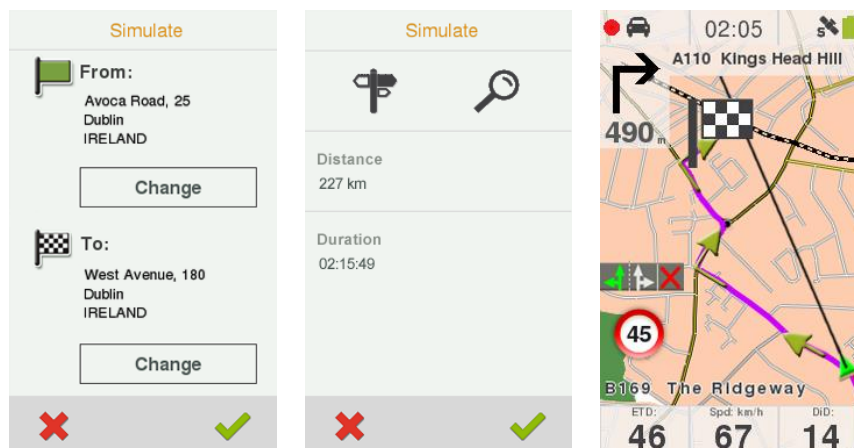 Simulate
From:
Avoca Road, 25
Dublin
IRELAND
Change
To:
West Avenue, 180
Dublin
IRELAND
Change
Simulate
Distance
227 km
Duration
02:15:49
02:05
S
A110 Kings Head Hill
490 m
45
B169 The Ridgeway
ETD:
46
Spd: km/h
67
DiD:
14